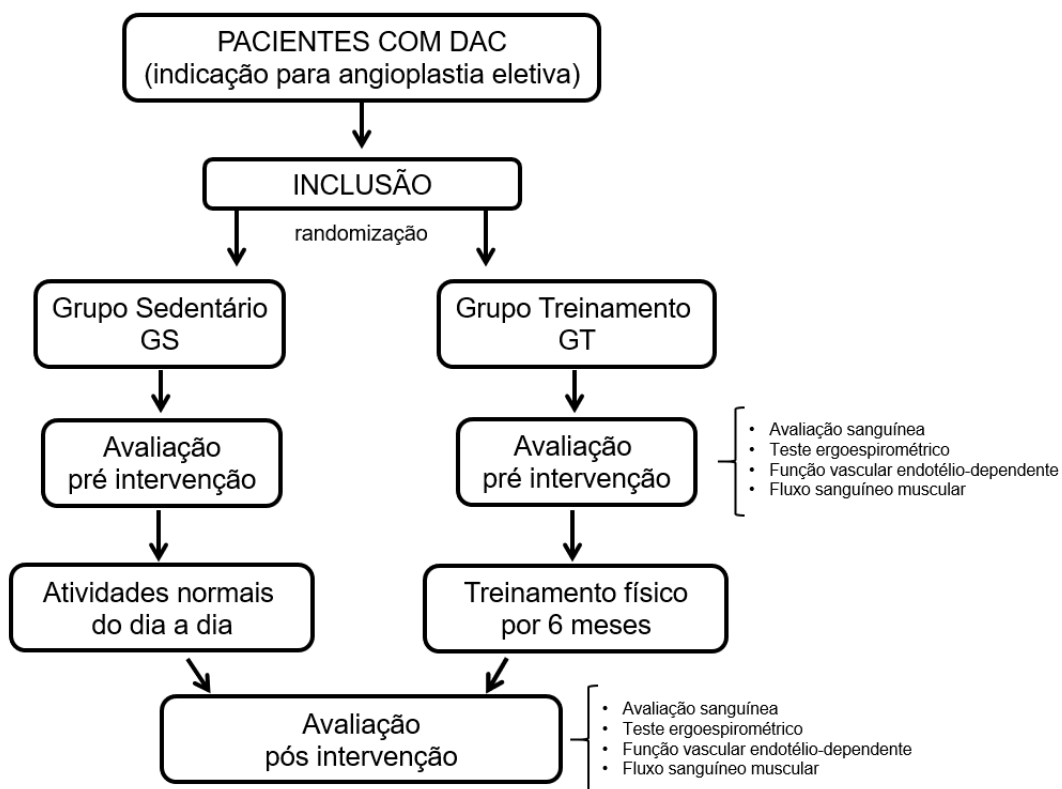 PACIENTES COM DAC
(indicação para angioplastia eletiva)
INCLUSÃO
randomização
Grupo Sedentário
GS
Grupo Treinamento
GT
Avaliação
pré intervenção
Avaliação
pré intervenção
• Avaliação sanguínea
• Teste ergoespirométrico
• Função vascular endotélio-dependente
• Fluxo sanguíneo muscular
Atividades normais
do dia a dia
Treinamento físico
por 6 meses
Avaliação
pós intervenção
• Avaliação sanguínea
• Teste ergoespirométrico
• Função vascular endotélio-dependente
• Fluxo sanguíneo muscular